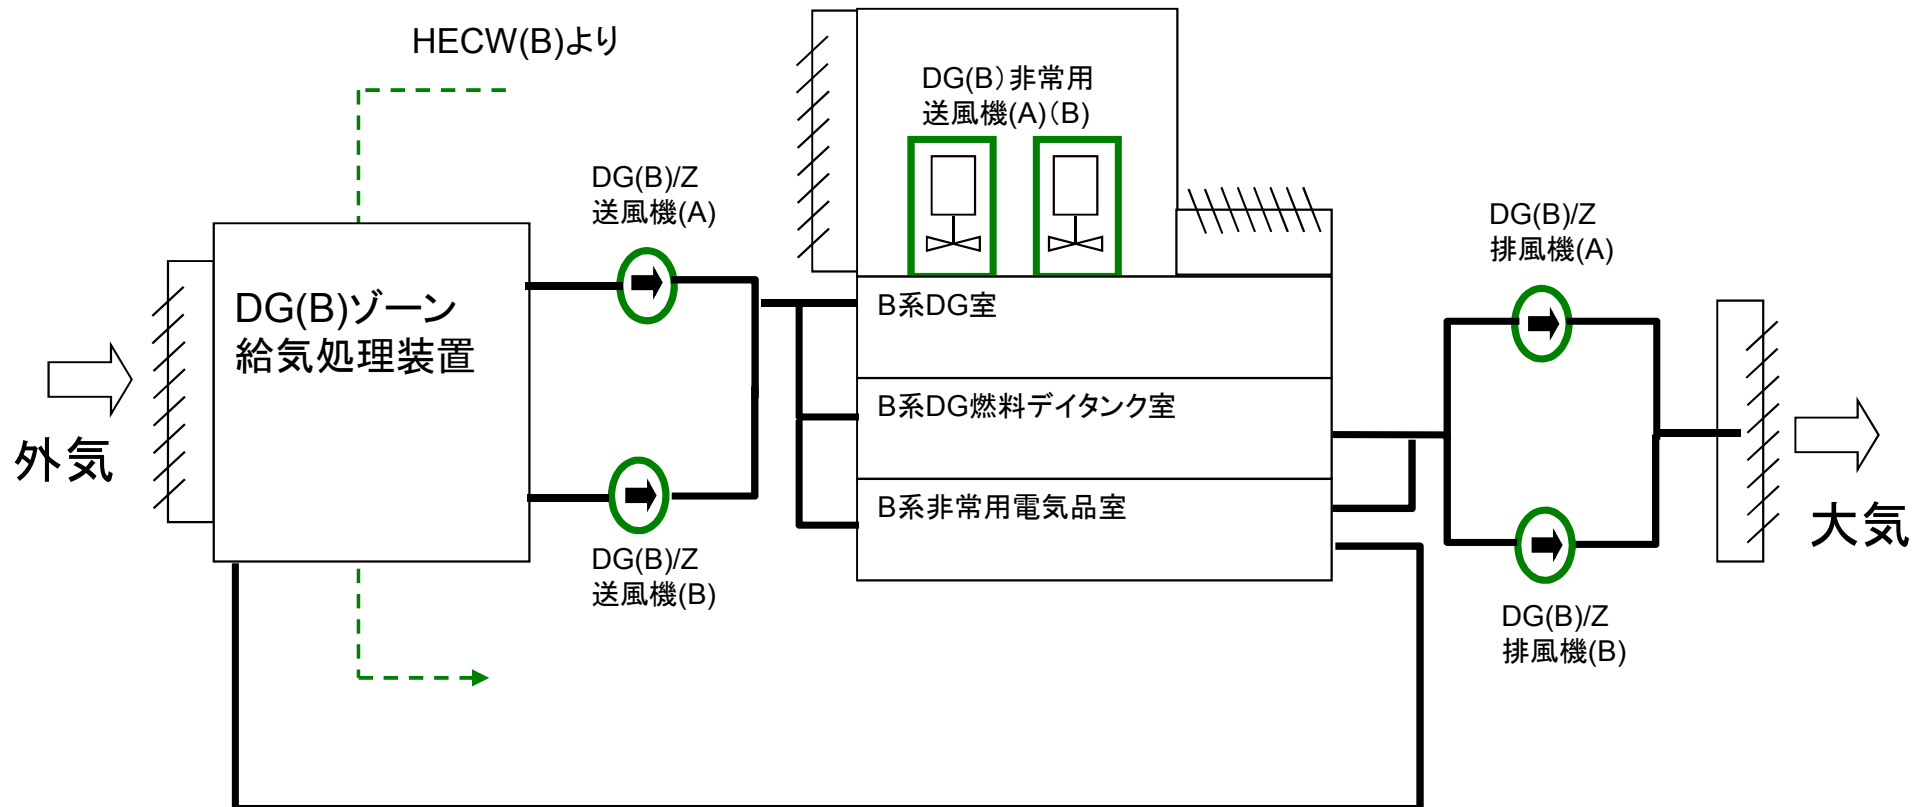 HECW(B)より
DG(B）非常用
送風機(A)（B)
DG(B)/Z
送風機(A)
DG(B)/Z
排風機(A)
DG(B)ゾーン
給気処理装置
B系DG室
外気
B系DG燃料デイタンク室
B系非常用電気品室
大気
DG(B)/Z
送風機(B)
DG(B)/Z
排風機(B)